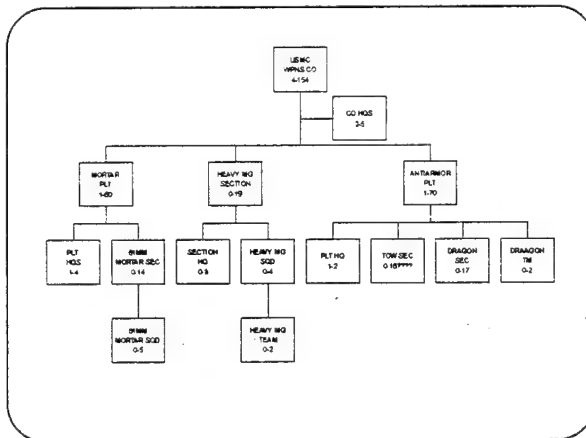 USMC
WPNS CO
4-154
CO HQS
2-5
MORTAR
PLT
1-60
HEAVY MG
SECTION
0-19
ANTIARMOR
PLT
1-70
PLT
HQS
1-4
81MM
MORTAR SEC
0-14
SECTION
HQ
0-3
HEAVY MG
SQD
0-4
PLT HQ
1-2
TOW SEC
0-16????
DRAGON
SEC
0-17
DRAAGON
TM
0-2
81MM
MORTAR SQD
0-5
HEAVY MG
TEAM
0-2